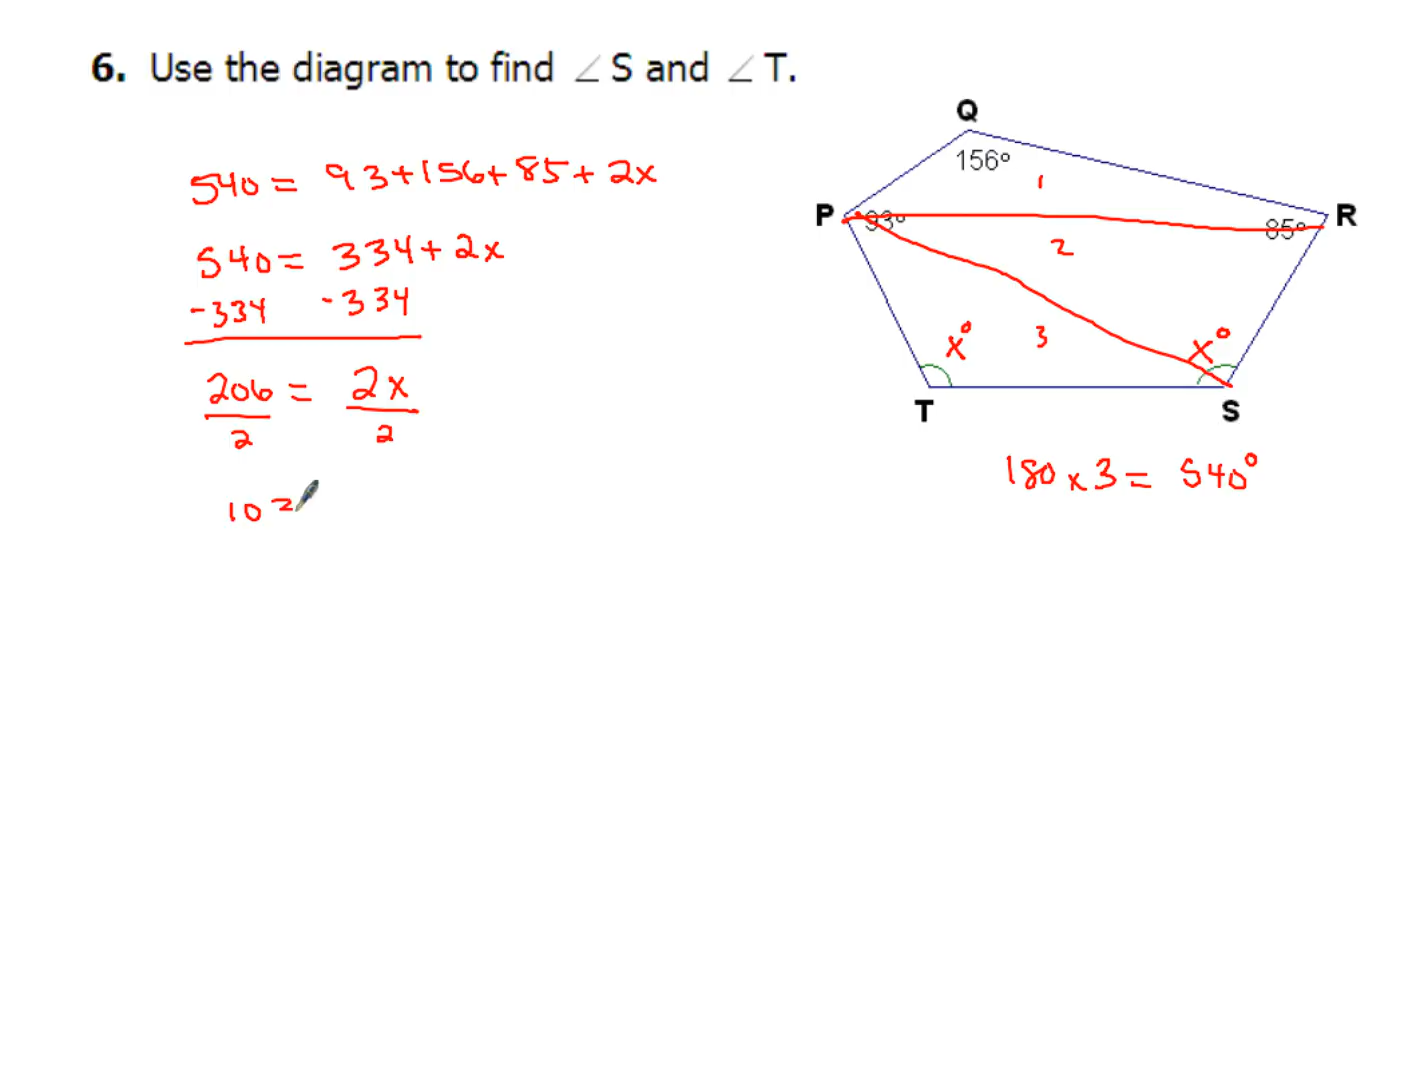 6. Use the diagram to find ∠S and ∠T.
Q
156°
1
P
93°
85°
R
2
3
x°
x°
T
S
180 x 3 = 540°
540 = 93+156+85+2x
540 = 334+2x
-334 -334
206 = 2x
2 2
10